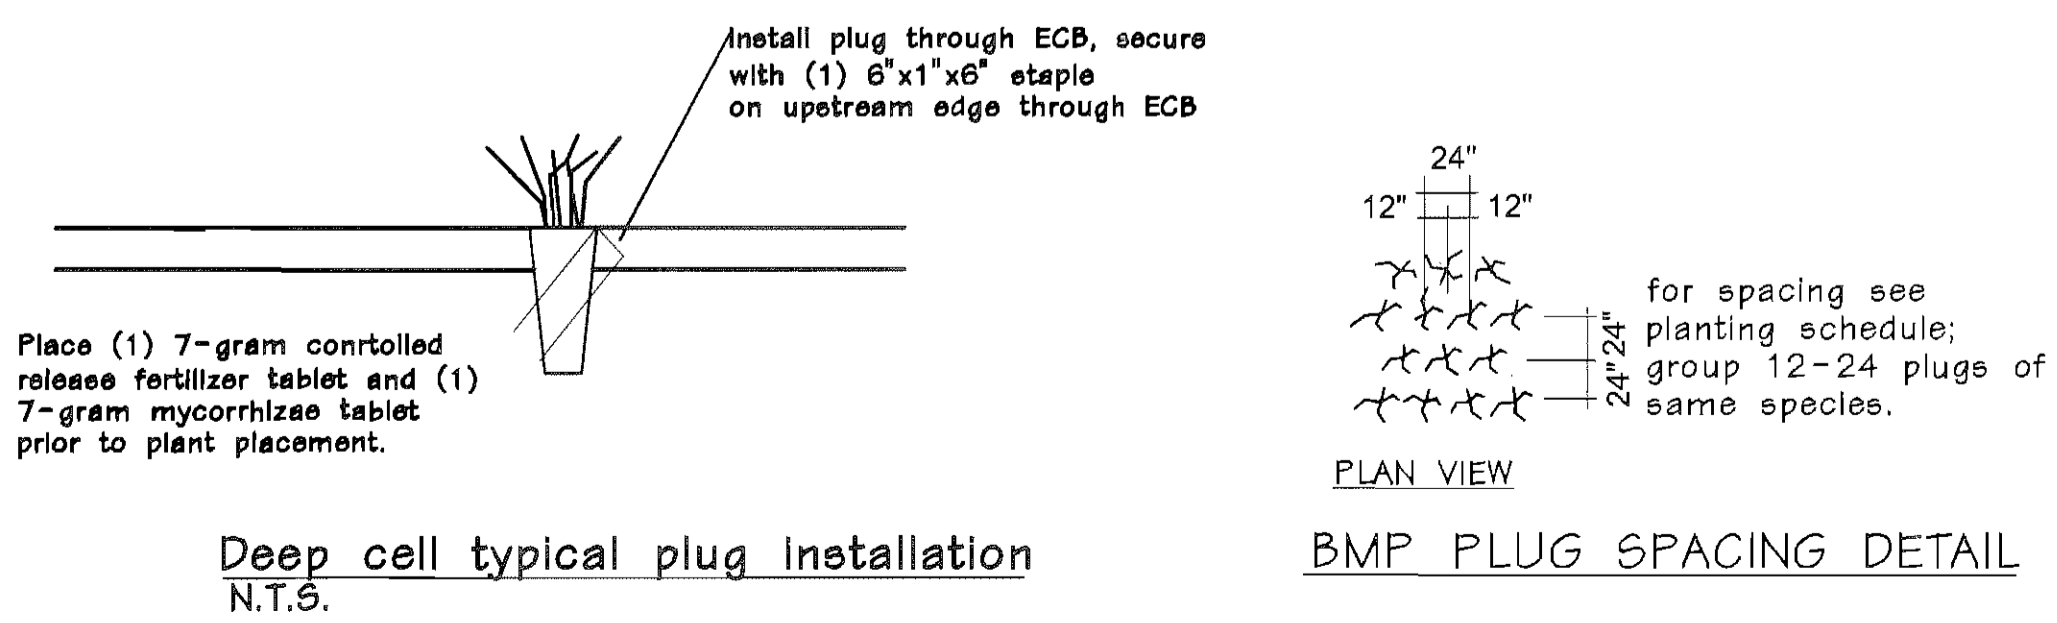 Install plug through ECB, secure
with (1) 6"x1"x6" staple
on upstream edge through ECB
Place (1) 7-gram conrtolled
release fertilizer tablet and (1)
7-gram mycorrhizae tablet
prior to plant placement.
Deep cell typical plug installation
N.T.S.
24"
12" 12"
24" 24"
for spacing see
planting schedule;
group 12-24 plugs of
same species.
PLAN VIEW
BMP PLUG SPACING DETAIL